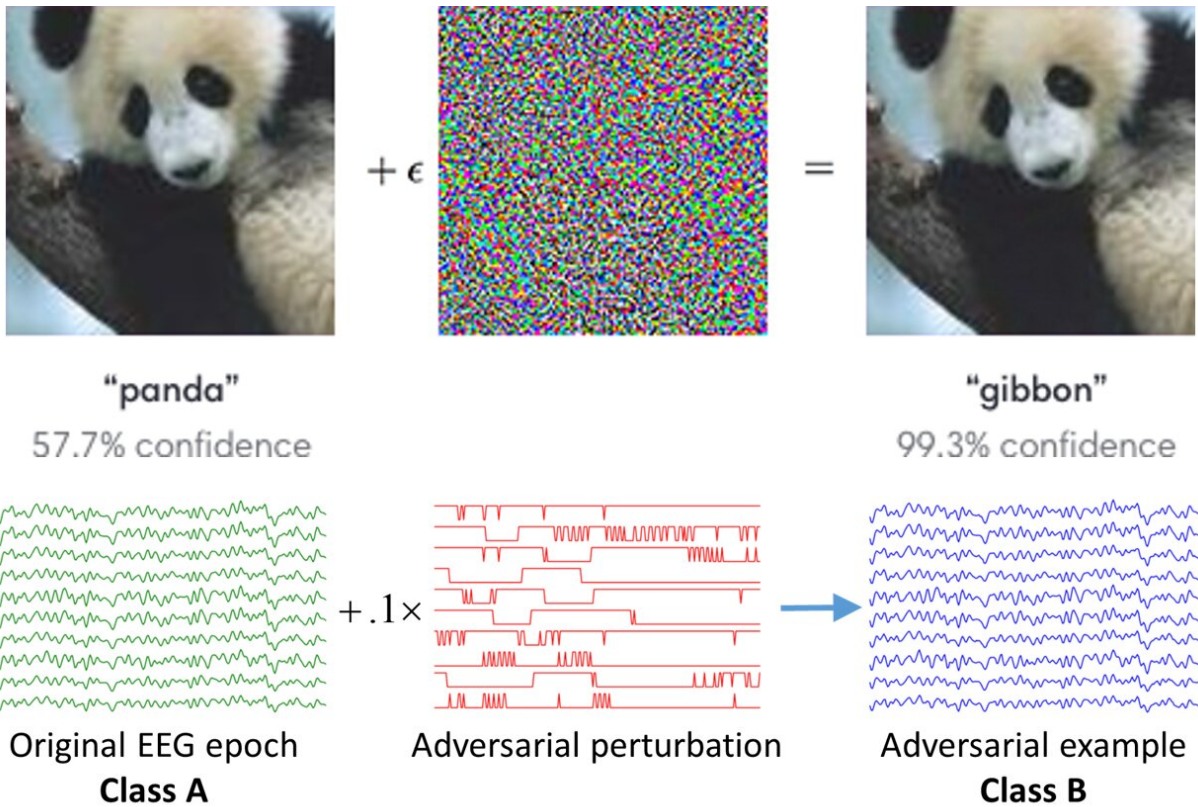 + ϵ
=
“panda”
“gibbon”
57.7% confidence
99.3% confidence
+ .1×
Original EEG epoch
Adversarial perturbation
Adversarial example
Class A
Class B